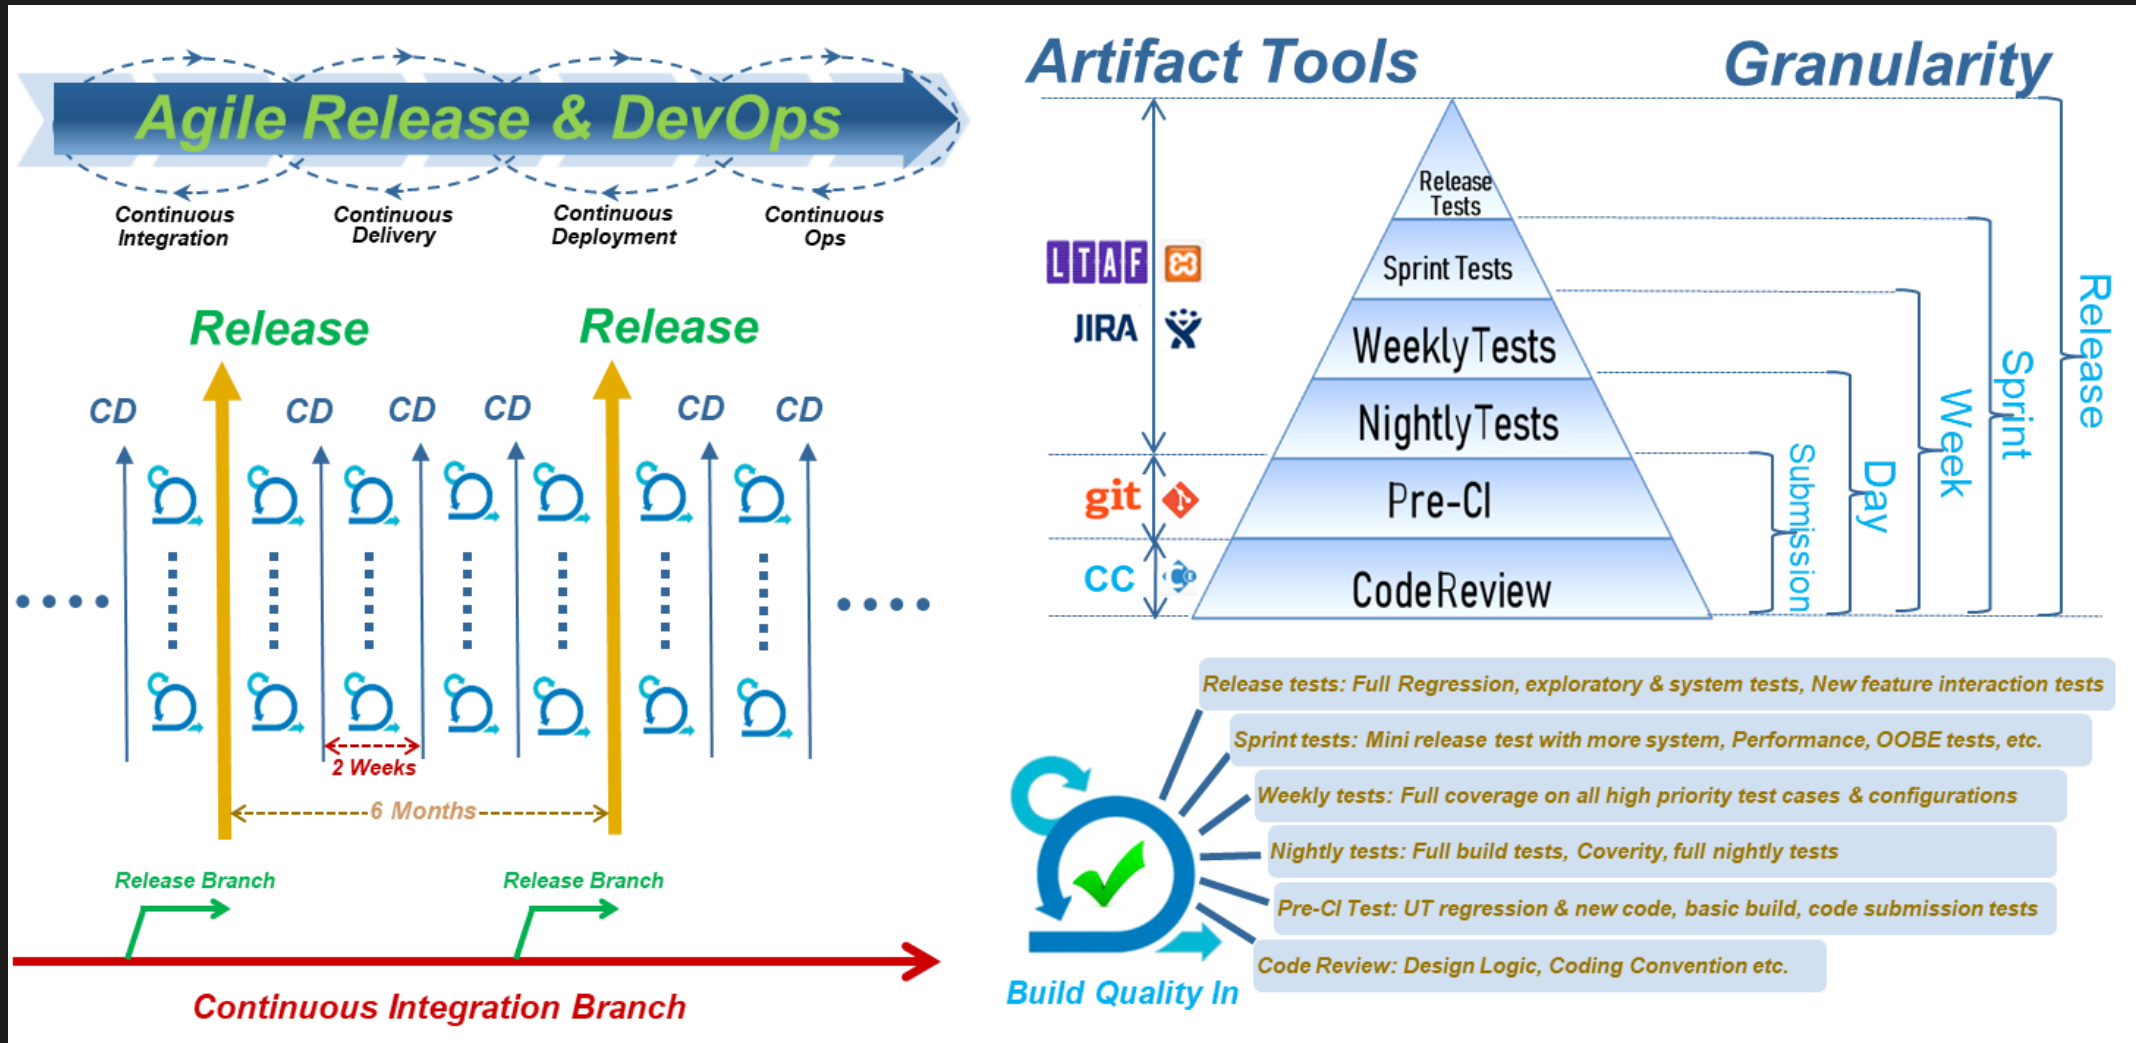 Agile Release & DevOps
Continuous
Integration
Continuous
Delivery
Continuous
Deployment
Continuous
Ops
Release
Release
CD
CD
CD
CD
CD
CD
2 Weeks
6 Months
Release Branch
Release Branch
Continuous Integration Branch
Artifact Tools
Granularity
LTAF
JIRA
git
CC
Release
Tests
Sprint Tests
Weekly Tests
Nightly Tests
Pre-CI
Code Review
Submission
Day
Week
Sprint
Release
Release tests: Full Regression, exploratory & system tests, New feature interaction tests
Sprint tests: Mini release test with more system, Performance, OOBE tests, etc.
Weekly tests: Full coverage on all high priority test cases & configurations
Nightly tests: Full build tests, Coverity, full nightly tests
Pre-CI Test: UT regression & new code, basic build, code submission tests
Code Review: Design Logic, Coding Convention etc.
Build Quality In